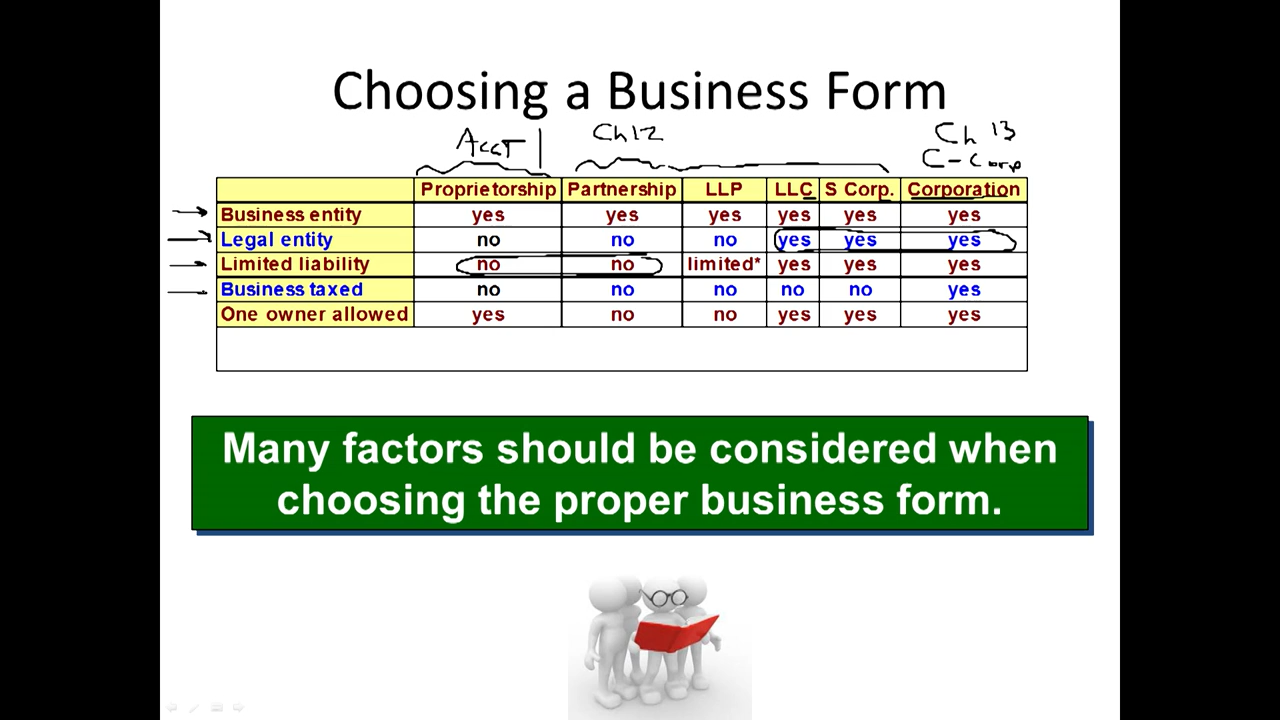 Choosing a Business Form
Acct 1 Ch 12 Ch 13
C-Corp
Proprietorship Partnership LLP LLC S Corp. Corporation
Business entity yes yes yes yes yes yes
Legal entity no no no yes yes yes
Limited liability no no limited* yes yes yes
Business taxed no no no no no yes
One owner allowed yes no no yes yes yes
Many factors should be considered when
choosing the proper business form.